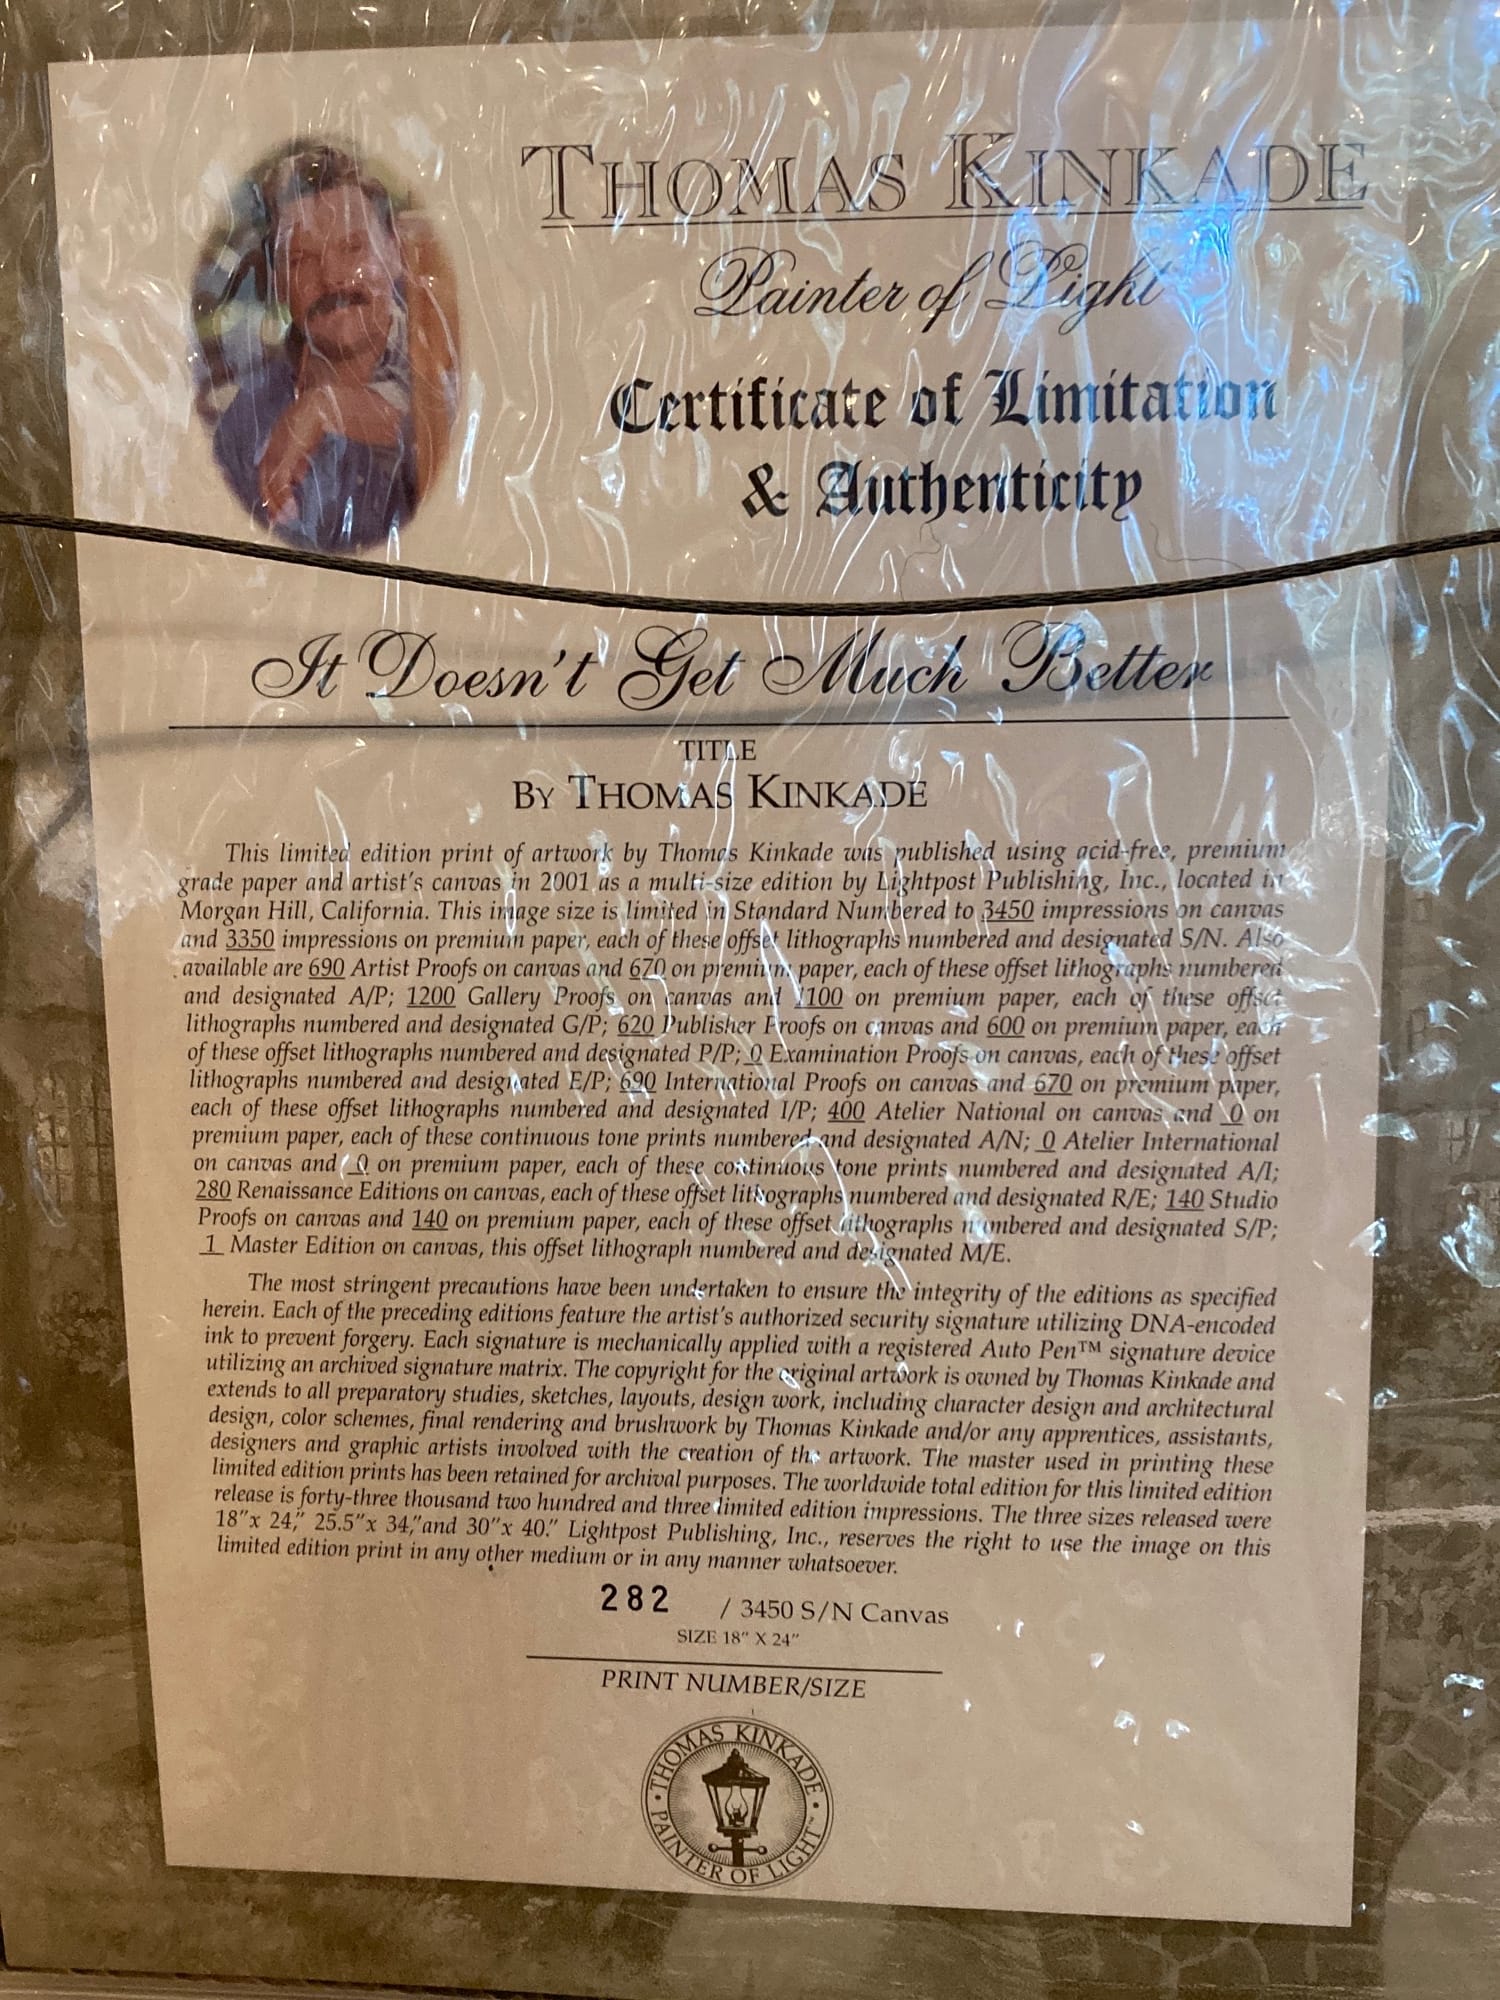 THOMAS KINKADE
Painter of Light
Certificate of Limitation
& Authenticity
It Doesn't Get Much Better
TITLE
BY THOMAS KINKADE
This limited edition print of artwork by Thomas Kinkade was published using acid-free, premium
grade paper and artist's canvas in 2001 as a multi-size edition by Lightpost Publishing, Inc., located in
Morgan Hill, California. This image size is limited in Standard Numbered to 3450 impressions on canvas
and 3350 impressions on premium paper, each of these offset lithographs numbered and designated S/N. Also
available are 690 Artist Proofs on canvas and 670 on premium paper, each of these offset lithographs numbered
and designated A/P; 1200 Gallery Proofs on canvas and 1100 on premium paper, each of these offset
lithographs numbered and designated G/P; 620 Publisher Proofs on canvas and 600 on premium paper, each
of these offset lithographs numbered and designated P/P; 0 Examination Proofs on canvas, each of these offset
lithographs numbered and designated E/P; 690 International Proofs on canvas and 670 on premium paper,
each of these offset lithographs numbered and designated I/P; 400 Atelier National on canvas and 0 on
premium paper, each of these continuous tone prints numbered and designated A/N; 0 Atelier International
on canvas and 0 on premium paper, each of these continuous tone prints numbered and designated A/I;
280 Renaissance Editions on canvas, each of these offset lithographs numbered and designated R/E; 140 Studio
Proofs on canvas and 140 on premium paper, each of these offset lithographs numbered and designated S/P;
1 Master Edition on canvas, this offset lithograph numbered and designated M/E.
The most stringent precautions have been undertaken to ensure the integrity of the editions as specified
herein. Each of the preceding editions feature the artist's authorized security signature utilizing DNA-encoded
ink to prevent forgery. Each signature is mechanically applied with a registered Auto Pen™ signature device
utilizing an archived signature matrix. The copyright for the original artwork is owned by Thomas Kinkade and
extends to all preparatory studies, sketches, layouts, design work, including character design and architectural
design, color schemes, final rendering and brushwork by Thomas Kinkade and/or any apprentices, assistants,
designers and graphic artists involved with the creation of the artwork. The master used in printing these
limited edition prints has been retained for archival purposes. The worldwide total edition for this limited edition
release is forty-three thousand two hundred and three limited edition impressions. The three sizes released were
18"x 24," 25.5"x 34,"and 30"x 40." Lightpost Publishing, Inc., reserves the right to use the image on this
limited edition print in any other medium or in any manner whatsoever.
282 / 3450 S/N Canvas
SIZE 18" X 24"
PRINT NUMBER/SIZE
THOMAS KINKADE
PAINTER OF LIGHT™